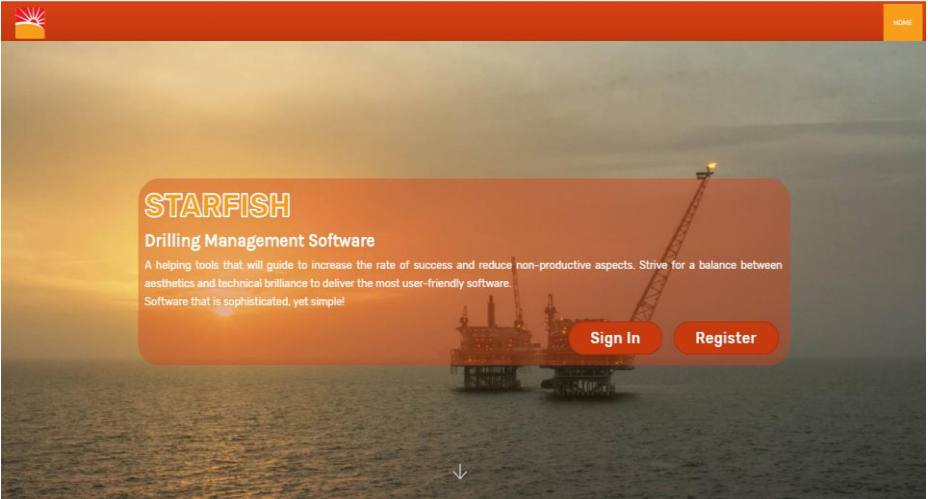 HOME
STARFISH
Drilling Management Software
A helping tools that will guide to increase the rate of success and reduce non-productive aspects. Strive for a balance between
aesthetics and technical brilliance to deliver the most user-friendly software.
Software that is sophisticated, yet simple!
Sign In Register